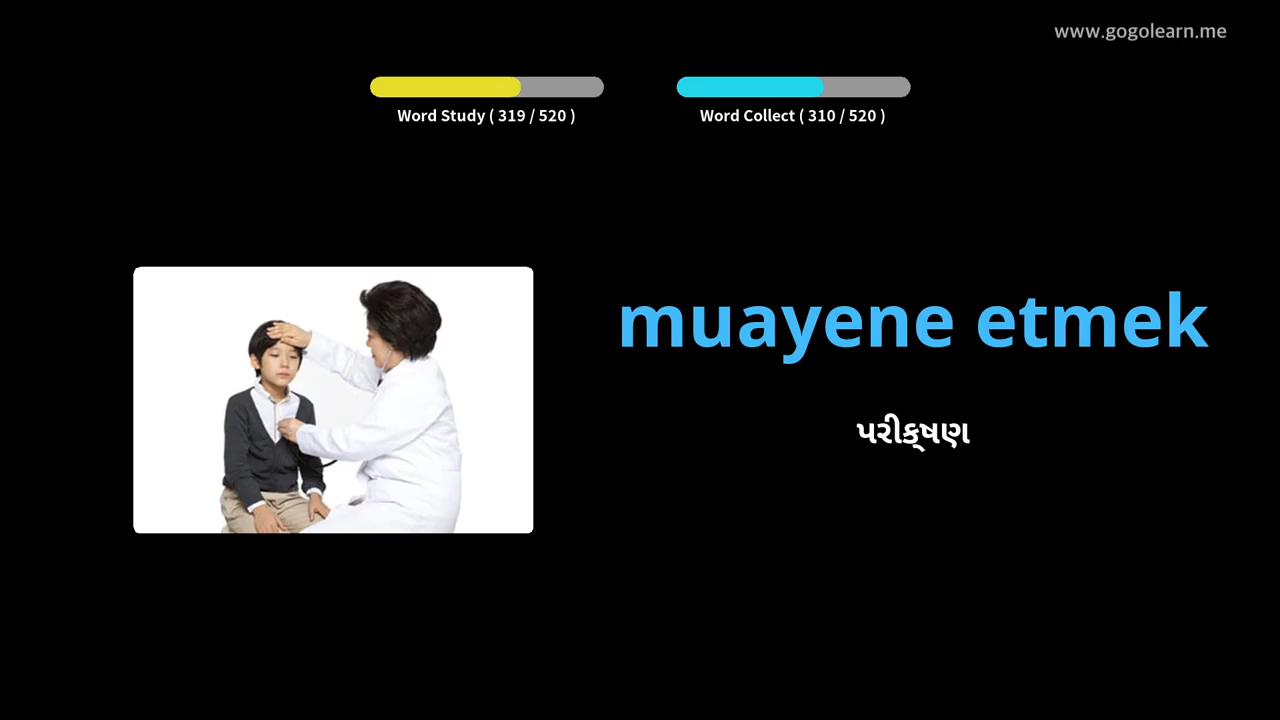 www.gogolearn.me
Word Study ( 319 / 520 )
Word Collect ( 310 / 520 )
muayene etmek
પરીક્ષણ